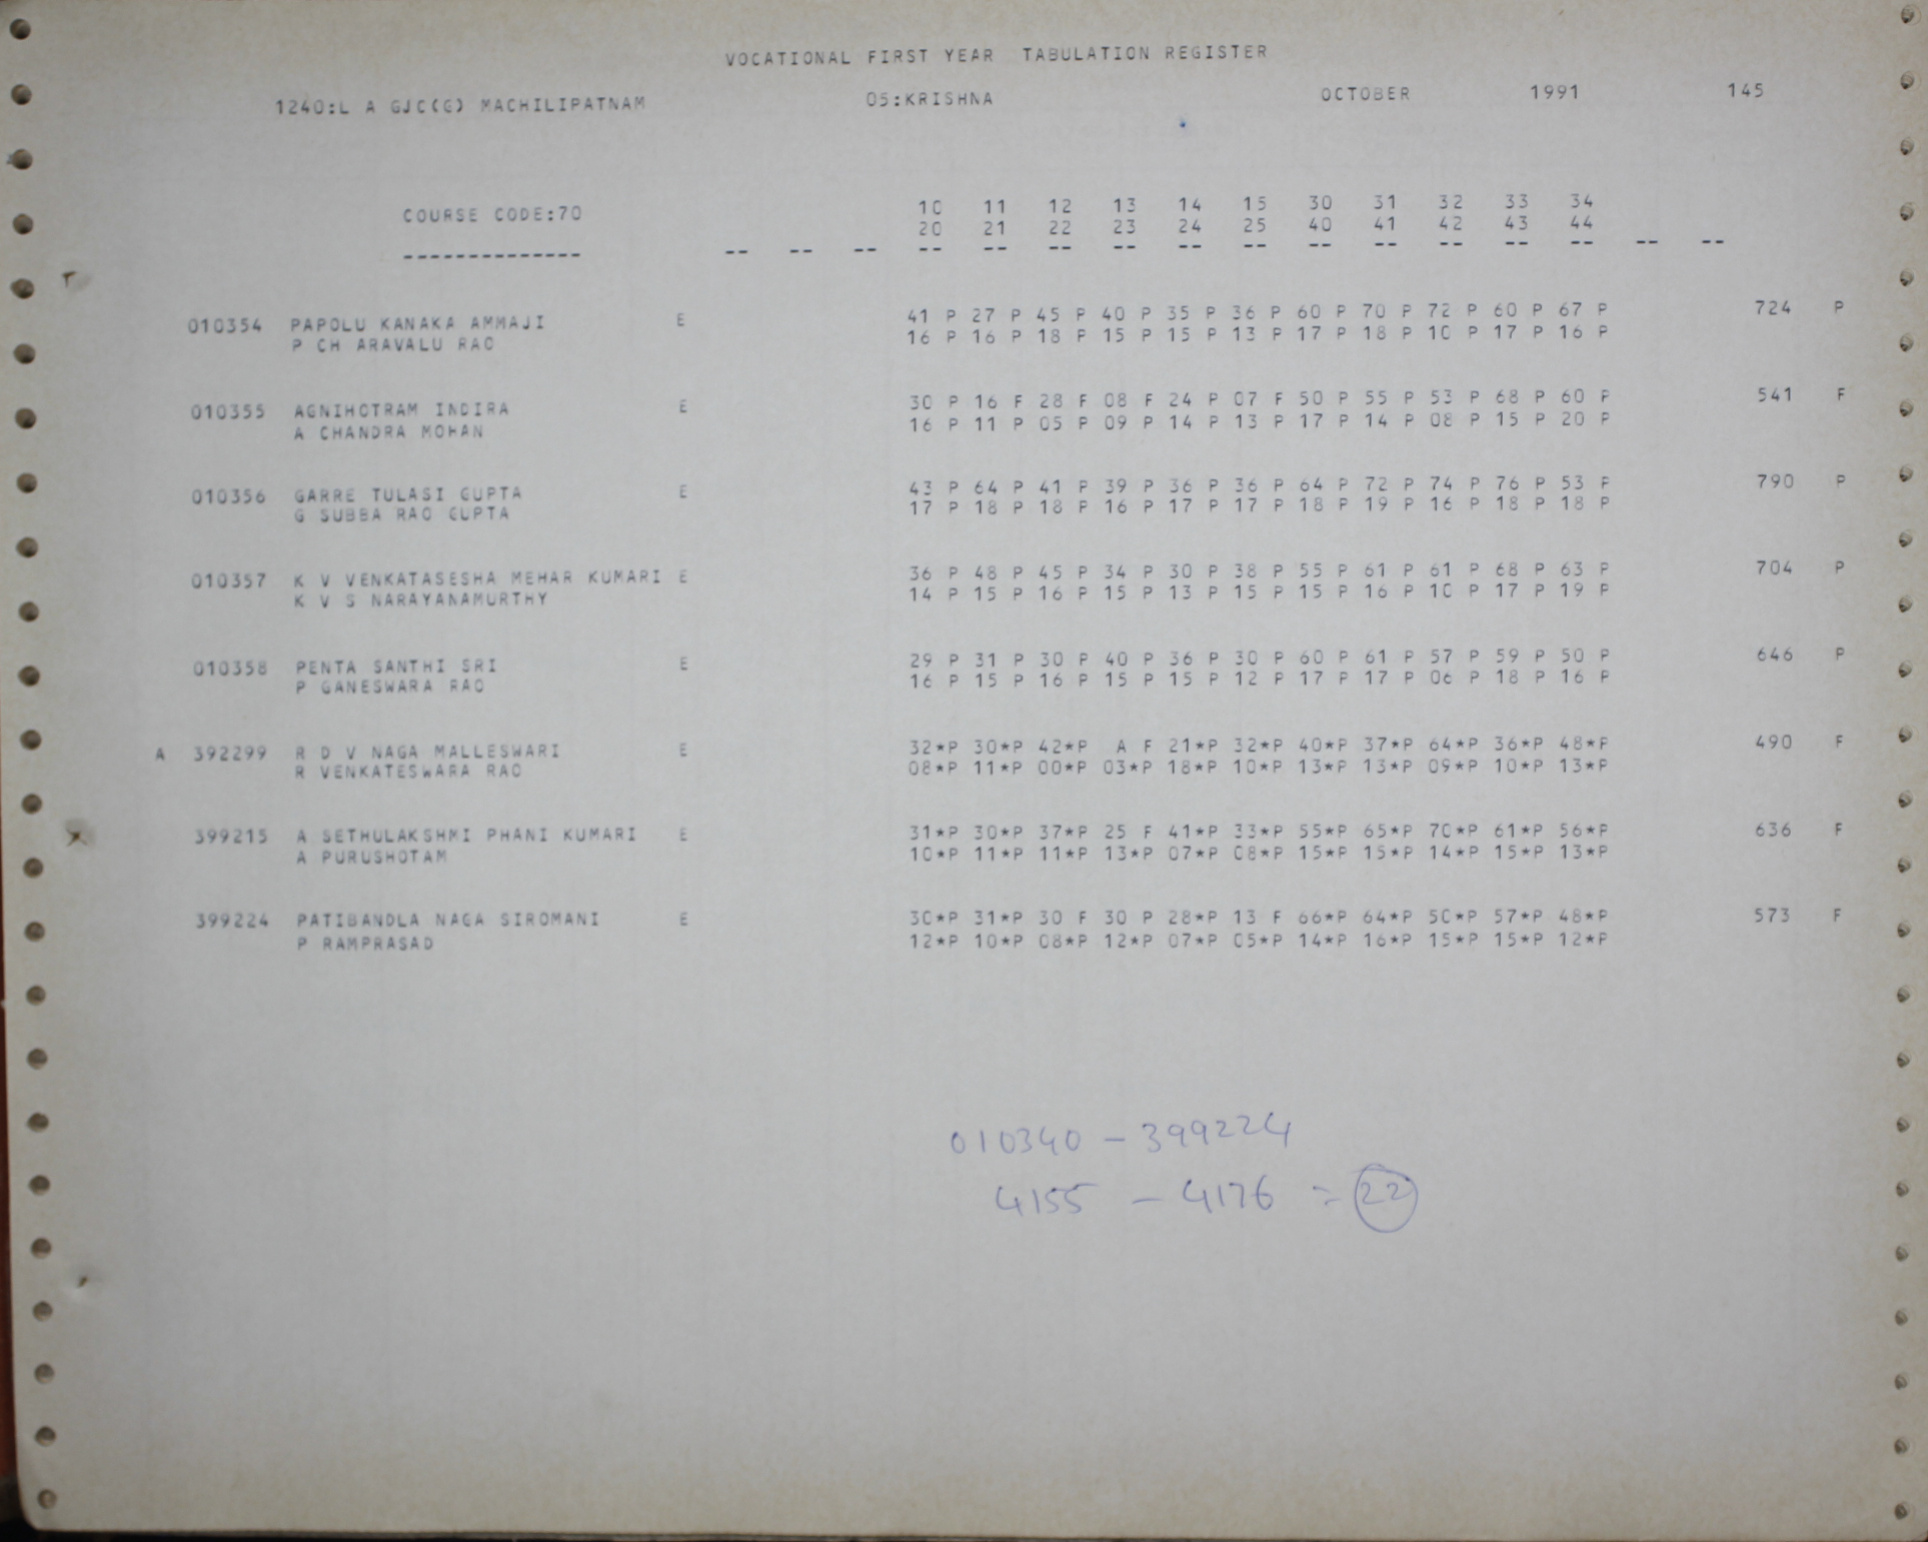 VOCATIONAL FIRST YEAR TABULATION REGISTER
1240:L A GJC(G) MACHILIPATNAM 05:KRISHNA OCTOBER 1991 145
COURSE CODE:70 10 11 12 13 14 15 30 31 32 33 34
20 21 22 23 24 25 40 41 42 43 44
-------------- -- -- -- -- -- -- -- -- -- -- -- -- -- -- -- --
010354 PAPOLU KANAKA AMMAJI E 41 P 27 P 45 P 40 P 35 P 36 P 60 P 70 P 72 P 60 P 67 P 724 P
P CH ARAVALU RAO 16 P 16 P 18 P 15 P 15 P 13 P 17 P 18 P 10 P 17 P 16 P
010355 AGNIHOTRAM INDIRA E 30 P 16 F 28 F 08 F 24 P 07 F 50 P 55 P 53 P 68 P 60 P 541 F
A CHANDRA MOHAN 16 P 11 P 05 P 09 P 14 P 13 P 17 P 14 P 08 P 15 P 20 P
010356 GARRE TULASI GUPTA E 43 P 64 P 41 P 39 P 36 P 36 P 64 P 72 P 74 P 76 P 53 P 790 P
G SUBBA RAO GUPTA 17 P 18 P 18 P 16 P 17 P 17 P 18 P 19 P 16 P 18 P 18 P
010357 K V VENKATASESHA MEHAR KUMARI E 36 P 48 P 45 P 34 P 30 P 38 P 55 P 61 P 61 P 68 P 63 P 704 P
K V S NARAYANAMURTHY 14 P 15 P 16 P 15 P 13 P 15 P 15 P 16 P 10 P 17 P 19 P
010358 PENTA SANTHI SRI E 29 P 31 P 30 P 40 P 36 P 30 P 60 P 61 P 57 P 59 P 50 P 646 P
P GANESWARA RAO 16 P 15 P 16 P 15 P 15 P 12 P 17 P 17 P 06 P 18 P 16 P
A 392299 R D V NAGA MALLESWARI E 32*P 30*P 42*P A F 21*P 32*P 40*P 37*P 64*P 36*P 48*P 490 F
R VENKATESWARA RAO 08*P 11*P 00*P 03*P 18*P 10*P 13*P 13*P 09*P 10*P 13*P
399215 A SETHULAKSHMI PHANI KUMARI E 31*P 30*P 37*P 25 F 41*P 33*P 55*P 65*P 70*P 61*P 56*P 636 F
A PURUSHOTAM 10*P 11*P 11*P 13*P 07*P 08*P 15*P 15*P 14*P 15*P 13*P
399224 PATIBANDLA NAGA SIROMANI E 30*P 31*P 30 F 30 P 28*P 13 F 66*P 64*P 50*P 57*P 48*P 573 F
P RAMPRASAD 12*P 10*P 08*P 12*P 07*P 05*P 14*P 16*P 15*P 15*P 12*P
010340 - 399224
4155 - 4176 = 22